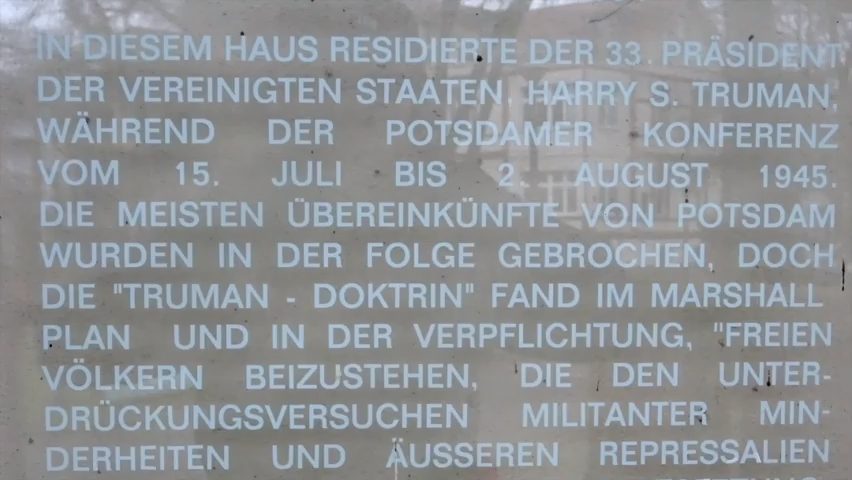 IN DIESEM HAUS RESIDIERTE DER 33. PRÄSIDENT
DER VEREINIGTEN STAATEN, HARRY S. TRUMAN,
WÄHREND DER POTSDAMER KONFERENZ
VOM 15. JULI BIS 2. AUGUST 1945.
DIE MEISTEN ÜBEREINKÜNFTE VON POTSDAM
WURDEN IN DER FOLGE GEBROCHEN, DOCH
DIE "TRUMAN - DOKTRIN" FAND IM MARSHALL
PLAN UND IN DER VERPFLICHTUNG, "FREIEN
VÖLKERN BEIZUSTEHEN, DIE DEN UNTER-
DRÜCKUNGSVERSUCHEN MILITANTER MIN-
DERHEITEN UND ÄUSSEREN REPRESSALIEN